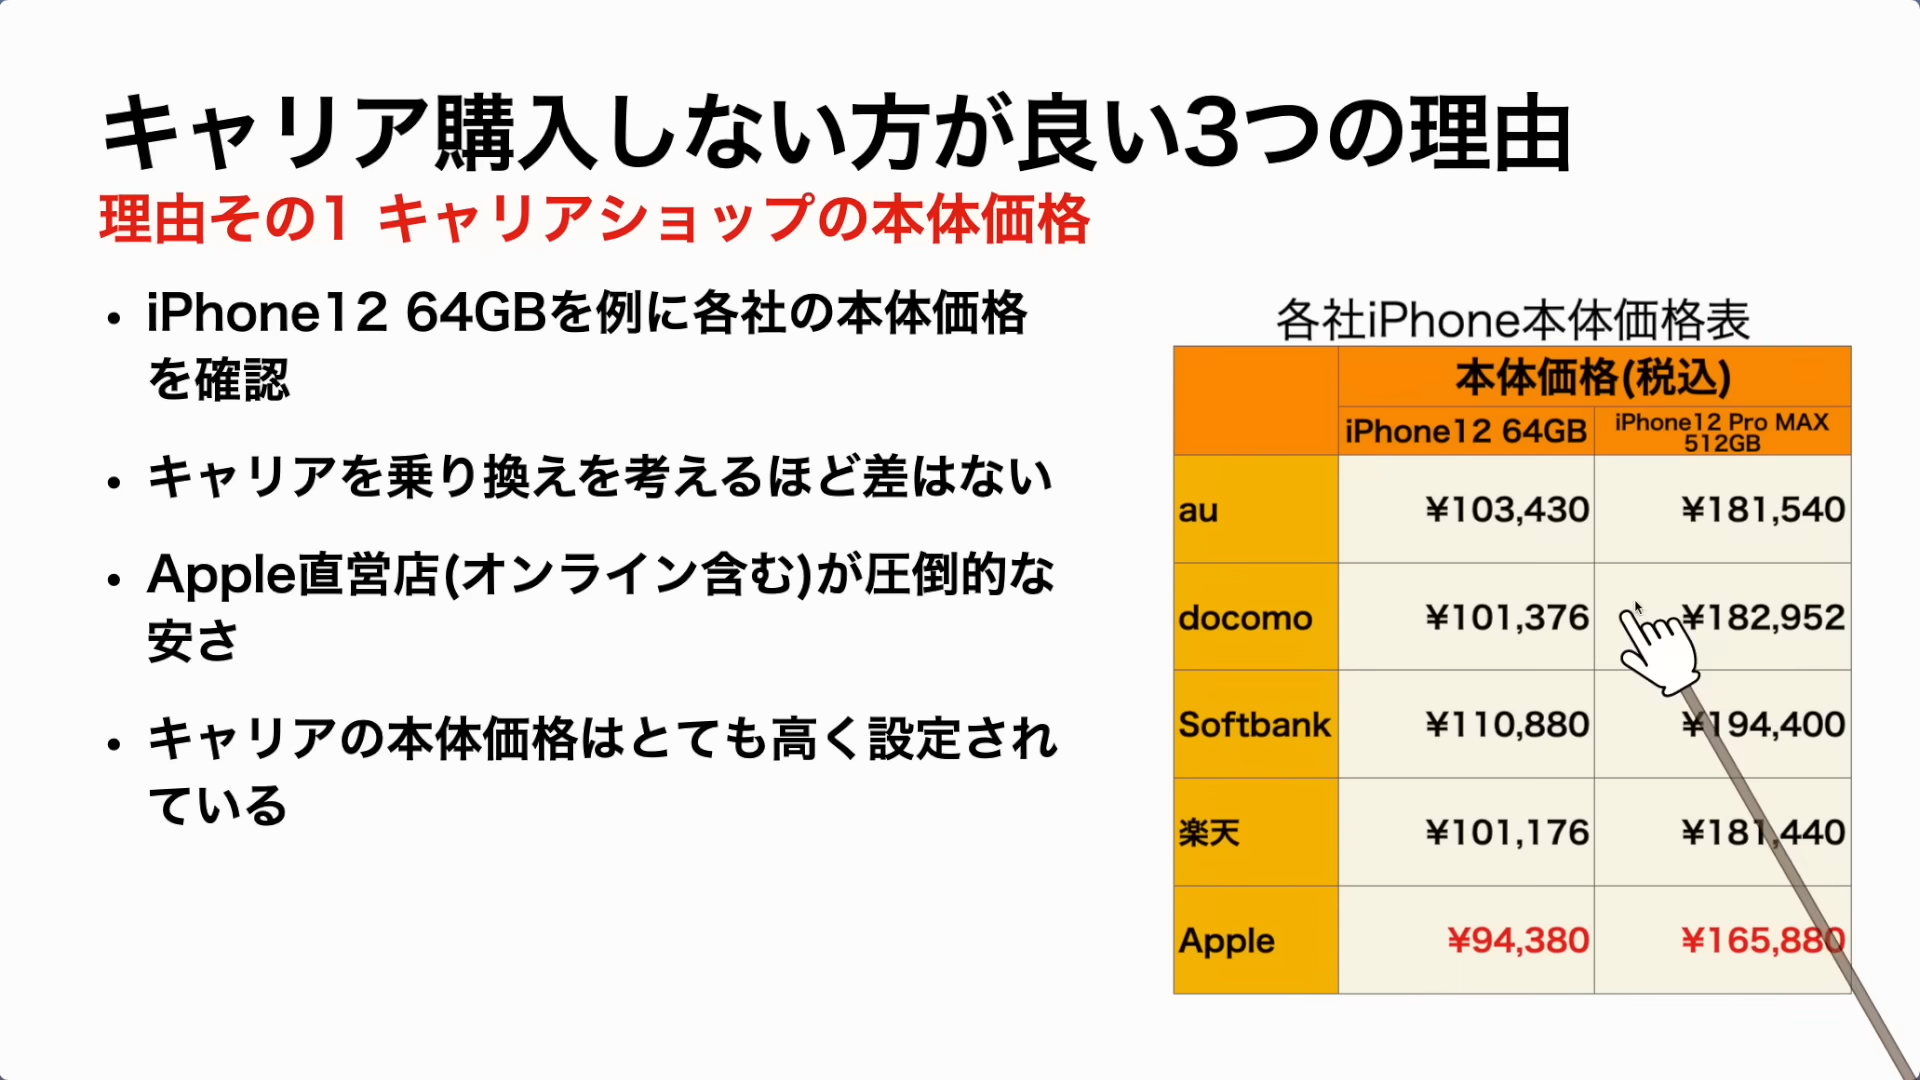 キャリア購入しない方が良い3つの理由
理由その1 キャリアショップの本体価格
• iPhone12 64GBを例に各社の本体価格
を確認
• キャリアを乗り換えを考えるほど差はない
• Apple直営店(オンライン含む)が圧倒的な
安さ
• キャリアの本体価格はとても高く設定され
ている
各社iPhone本体価格表
本体価格(税込)
iPhone12 64GB iPhone12 Pro MAX
512GB
au ¥103,430 ¥181,540
docomo ¥101,376 ¥182,952
Softbank ¥110,880 ¥194,400
楽天 ¥101,176 ¥181,440
Apple ¥94,380 ¥165,880